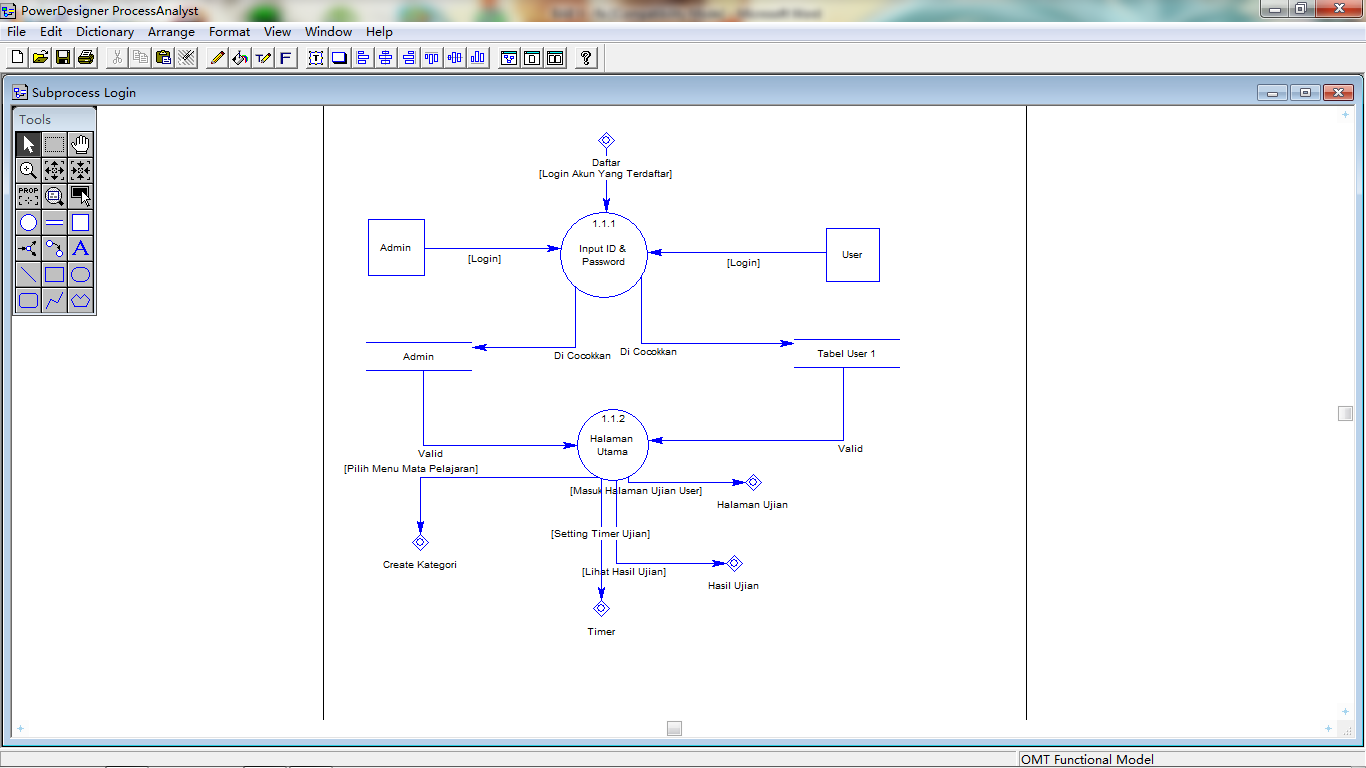 PowerDesigner ProcessAnalyst
File Edit Dictionary Arrange Format View Window Help
Subprocess Login
Tools
PROP
Daftar
[Login Akun Yang Terdaftar]
1.1.1
Input ID &
Password
Admin
[Login]
[Login]
User
Admin
Di Cocokkan
Di Cocokkan
Tabel User 1
1.1.2
Halaman
Utama
Valid
Valid
[Pilih Menu Mata Pelajaran]
[Masuk Halaman Ujian User]
Halaman Ujian
[Setting Timer Ujian]
Create Kategori
[Lihat Hasil Ujian]
Hasil Ujian
Timer
OMT Functional Model